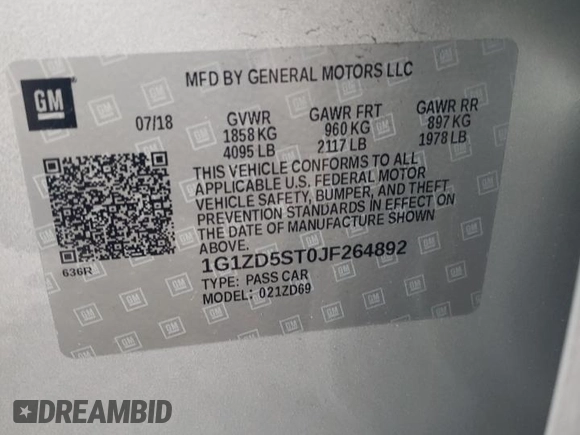 MFD BY GENERAL MOTORS LLC
GM
07/18
GVWR
1858 KG
4095 LB
GAWR FRT
960 KG
2117 LB
GAWR RR
897 KG
1978 LB
THIS VEHICLE CONFORMS TO ALL
APPLICABLE U.S. FEDERAL MOTOR
VEHICLE SAFETY, BUMPER, AND THEFT
PREVENTION STANDARDS IN EFFECT ON
THE DATE OF MANUFACTURE SHOWN
ABOVE.
636R
1G1ZD5ST0JF264892
TYPE: PASS CAR
MODEL: 021ZD69
DREAMBID